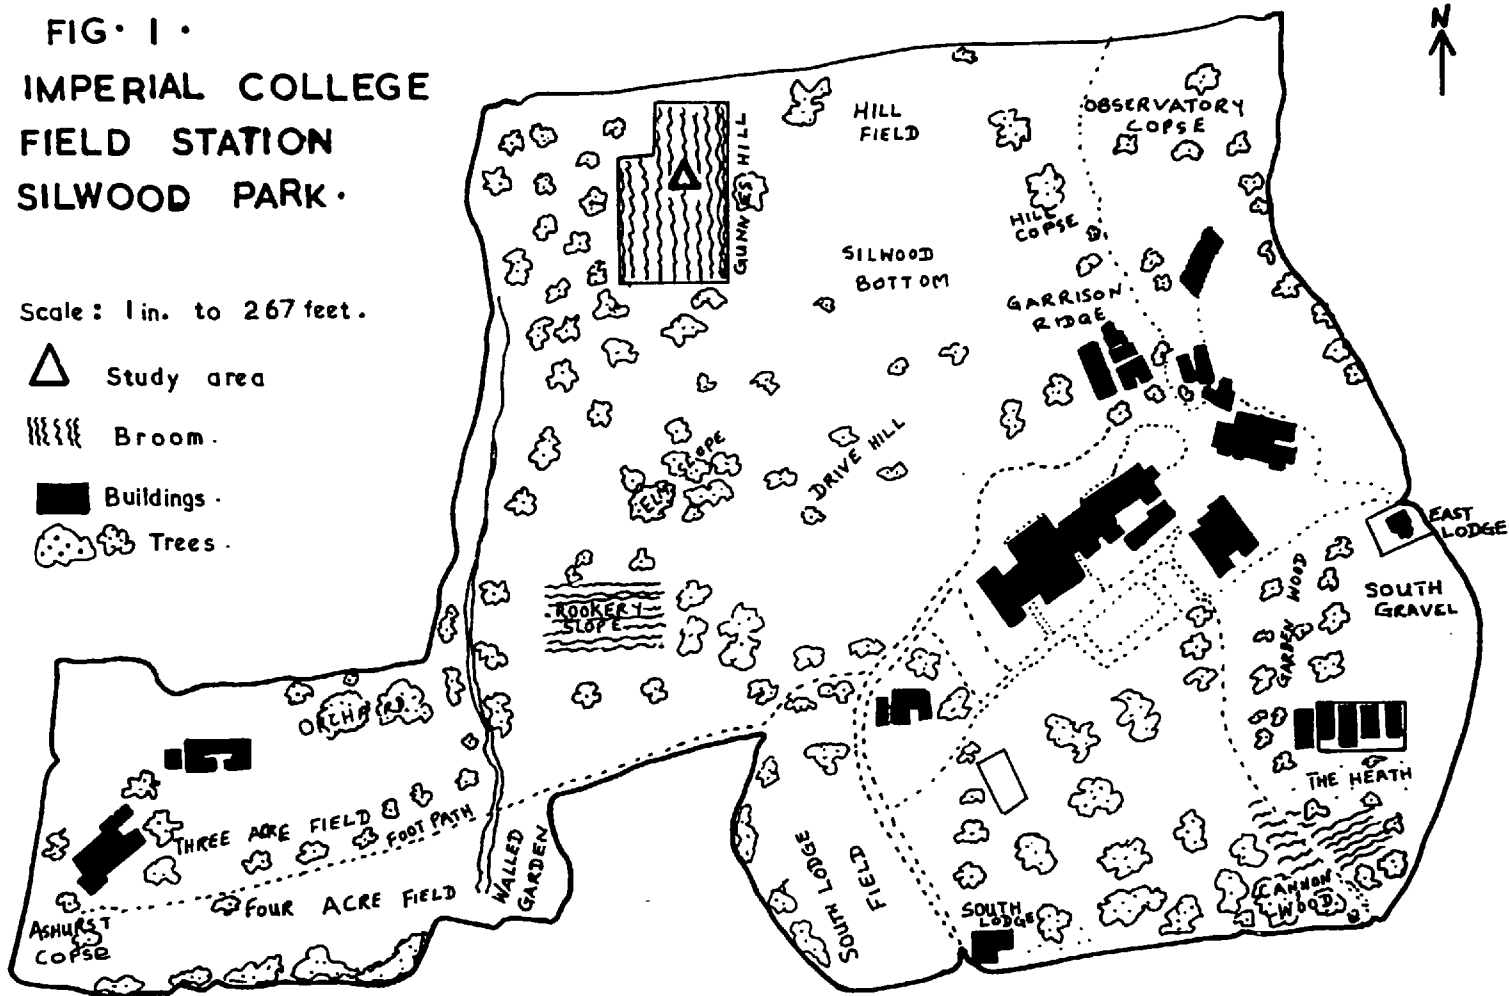 FIG. 1.
IMPERIAL COLLEGE
FIELD STATION
SILWOOD PARK.
Scale: 1 in. to 267 feet.
Study area
Broom.
Buildings.
Trees.
N
HILL
FIELD
OBSERVATORY
COPSE
GUNNESS HILL
HILL
COPSE
SILWOOD
BOTTOM
GARRISON
RIDGE
ELM SLOPE
DRIVE HILL
EAST
LODGE
ROOKERY
SLOPE
GARDEN WOOD
SOUTH
GRAVEL
ORCHARD
THE HEATH
THREE ACRE FIELD
FOOT PATH
WALLED
GARDEN
SOUTH LODGE
FIELD
FOUR ACRE FIELD
ASHURST
COPSE
SOUTH
LODGE
CANNON
WOOD